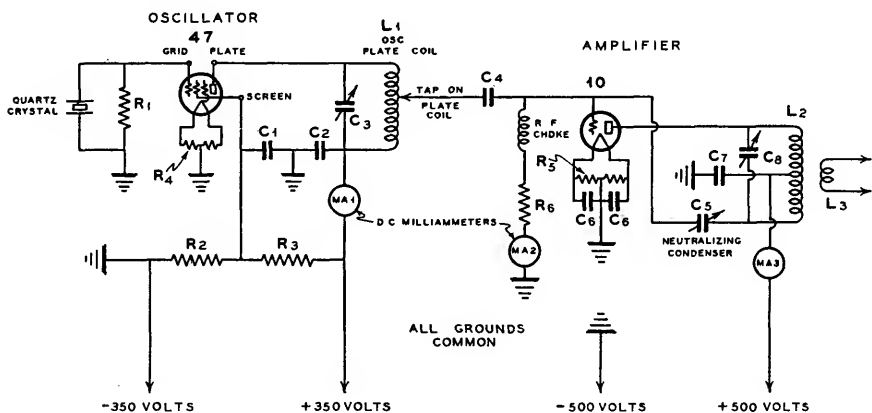 OSCILLATOR
47
GRID PLATE
L1
OSC
PLATE COIL
AMPLIFIER
10
QUARTZ
CRYSTAL
R1
SCREEN
R4
C1
C2
C3
TAP ON
PLATE
COIL
C4
R F
CHOKE
R5
R6
C6
C6
L2
C7
C8
C5
L3
NEUTRALIZING
CONDENSER
MA1
D C MILLIAMMETERS
MA2
MA3
R2
R3
ALL GROUNDS
COMMON
-350 VOLTS
+350 VOLTS
-500 VOLTS
+500 VOLTS